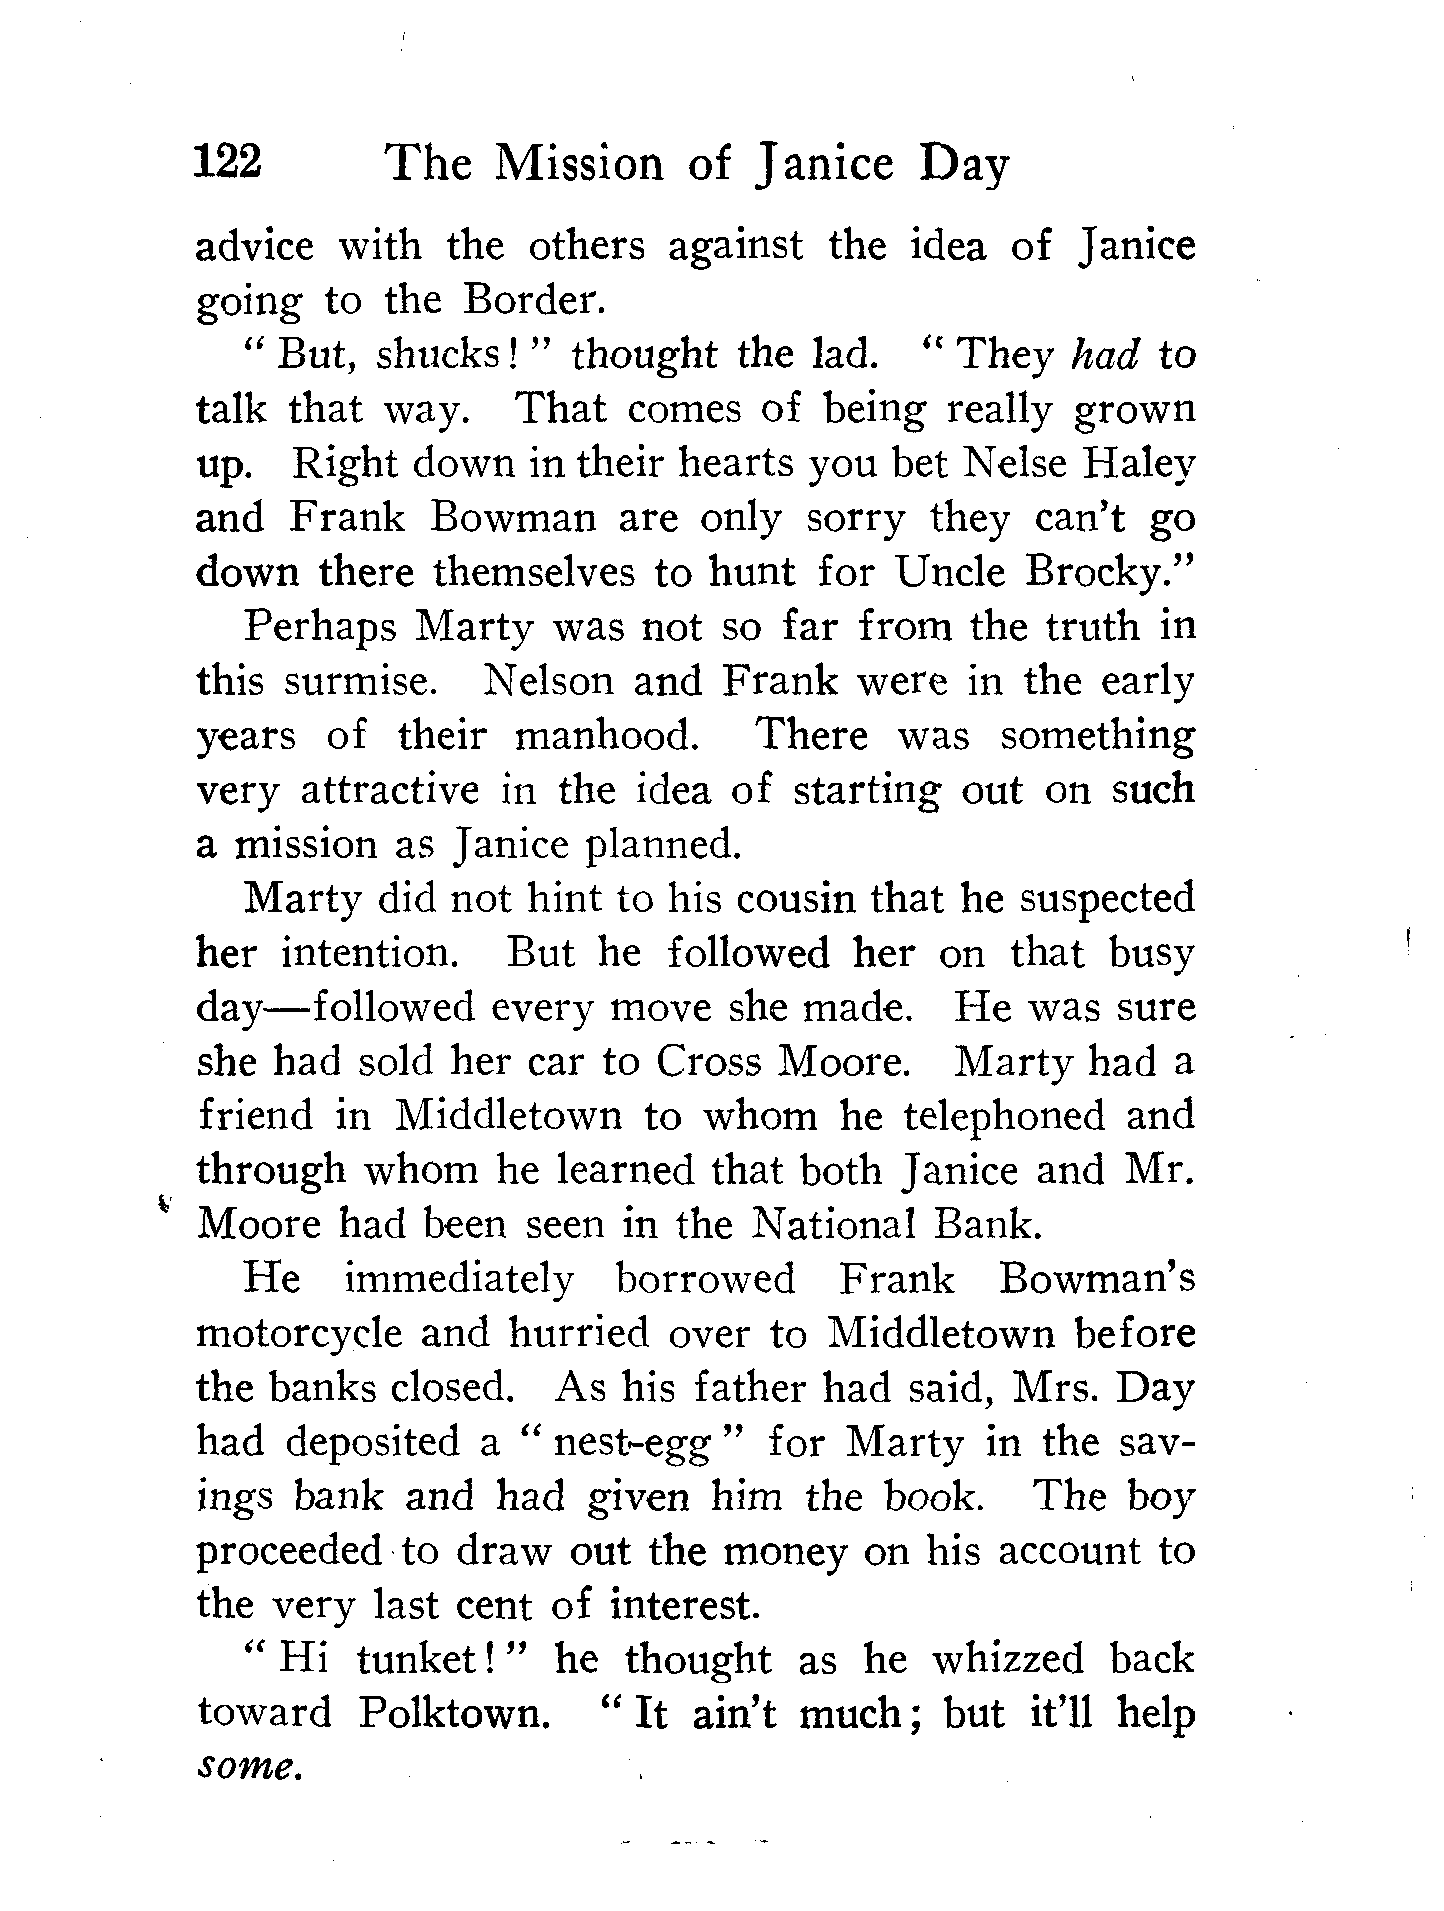 122 The Mission of Janice Day
advice with the others against the idea of Janice
going to the Border.
“ But, shucks! ” thought the lad. “ They had to
talk that way. That comes of being really grown
up. Right down in their hearts you bet Nelse Haley
and Frank Bowman are only sorry they can’t go
down there themselves to hunt for Uncle Brocky.”
Perhaps Marty was not so far from the truth in
this surmise. Nelson and Frank were in the early
years of their manhood. There was something
very attractive in the idea of starting out on such
a mission as Janice planned.
Marty did not hint to his cousin that he suspected
her intention. But he followed her on that busy
day—followed every move she made. He was sure
she had sold her car to Cross Moore. Marty had a
friend in Middletown to whom he telephoned and
through whom he learned that both Janice and Mr.
Moore had been seen in the National Bank.
He immediately borrowed Frank Bowman’s
motorcycle and hurried over to Middletown before
the banks closed. As his father had said, Mrs. Day
had deposited a “ nest-egg ” for Marty in the sav-
ings bank and had given him the book. The boy
proceeded to draw out the money on his account to
the very last cent of interest.
“ Hi tunket! ” he thought as he whizzed back
toward Polktown. “ It ain’t much; but it’ll help
some.